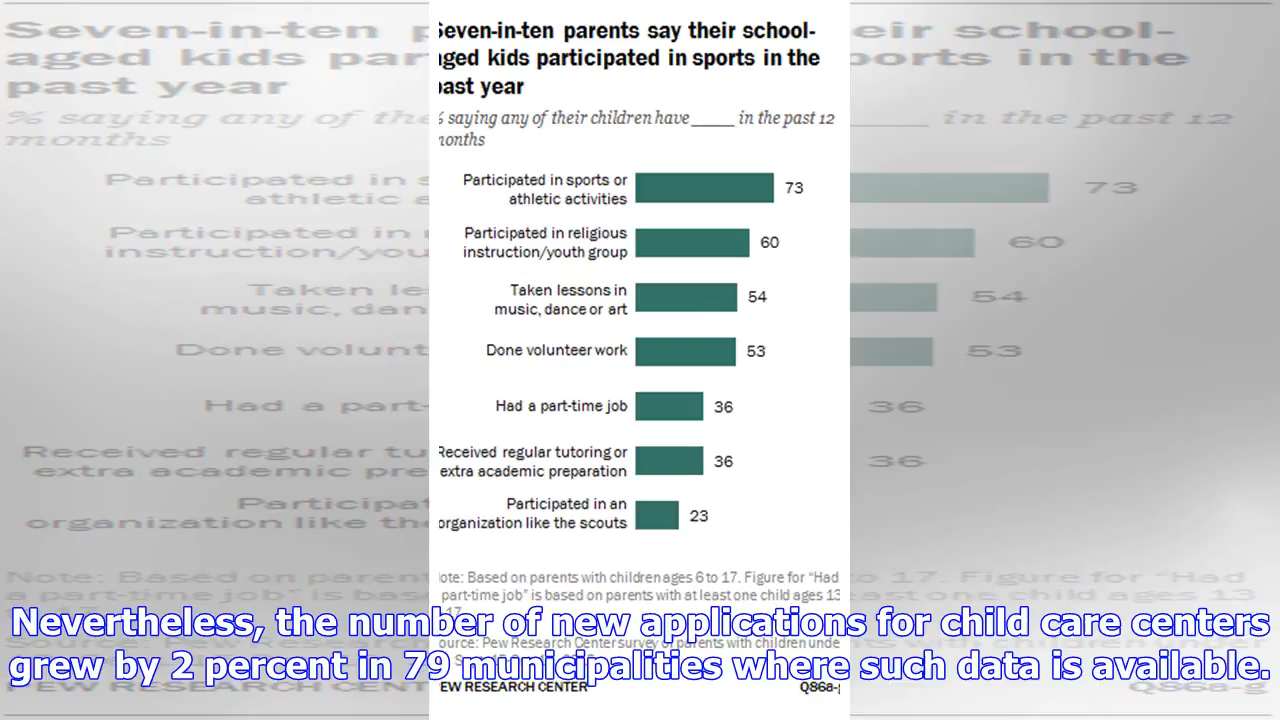 Seven-in-ten parents say their school-
aged kids participated in sports in the
past year
% saying any of their children have _____ in the past 12
months
Participated in sports or
athletic activities
73
Participated in religious
instruction/youth group
60
Taken lessons in
music, dance or art
54
Done volunteer work
53
Had a part-time job
36
Received regular tutoring or
extra academic preparation
36
Participated in an
organization like the scouts
23
Note: Based on parents with children ages 6 to 17. Figure for “Had
a part-time job” is based on parents with at least one child ages 13
Source: Pew Research Center survey of parents with children under
PEW RESEARCH CENTER
Q86a-g
Nevertheless, the number of new applications for child care centers
grew by 2 percent in 79 municipalities where such data is available.